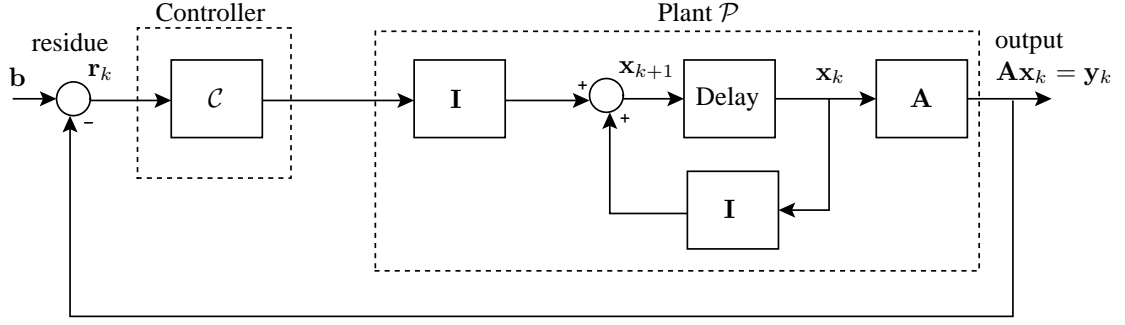 Controller
Plant 𝒫
residue
output
b
r_k
x_{k+1}
x_k
Ax_k = y_k
𝒞
I
+
+
Delay
A
−
I